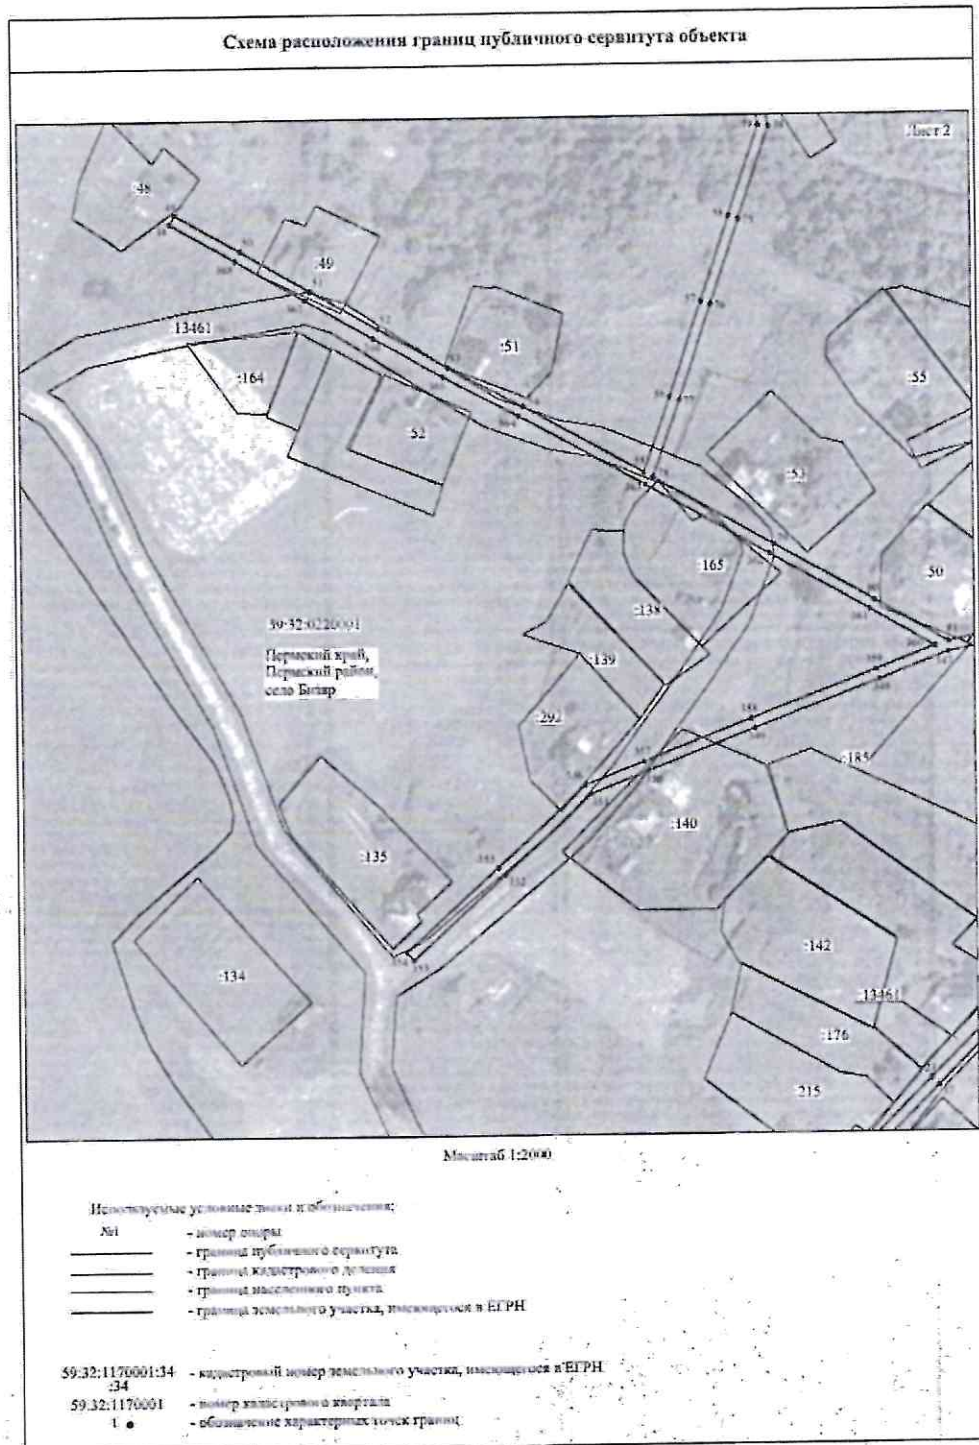 Схема расположения границ публичного сервитута объекта
Лист 2
:48
:49
13461
:51
:164
:55
:52
:53
:50
:165
:138
59:32:0220001
Пермский край,
Пермский район,
село Бизяр
:139
:292
:185
:140
:135
:142
:134
13461
:176
:215
Масштаб 1:2000
Используемые условные знаки и обозначения:
№1 - номер опоры
- граница публичного сервитута
- граница кадастрового деления
- граница населенного пункта
- граница земельного участка, имеющегося в ЕГРН
59:32:1170001:34 - кадастровый номер земельного участка, имеющегося в ЕГРН
:34
59:32:1170001 - номер кадастрового квартала
1 - обозначение характерных точек границ